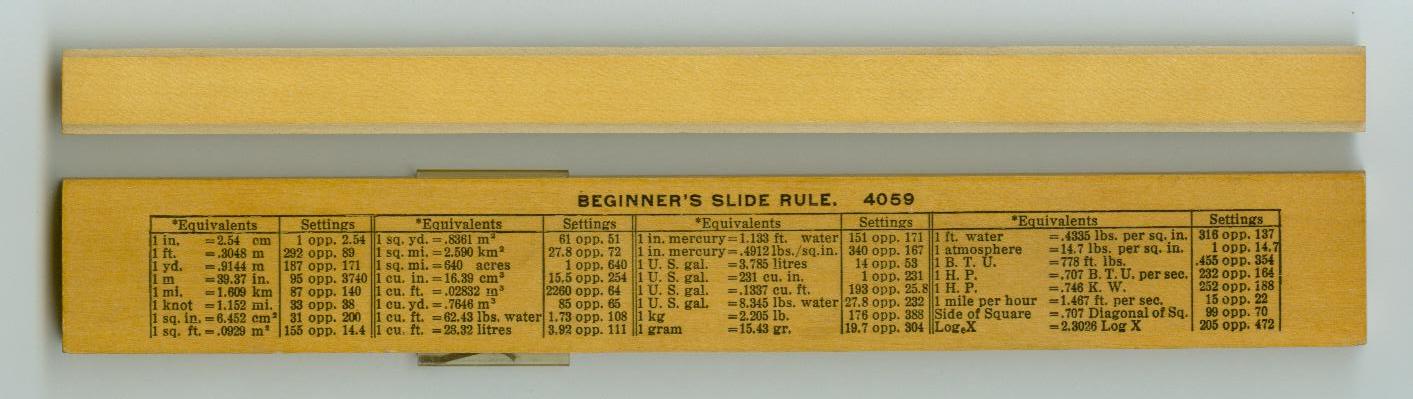 BEGINNER'S SLIDE RULE. 4059
*Equivalents Settings *Equivalents Settings *Equivalents Settings *Equivalents Settings
1 in. =2.54 cm 1 opp. 2.54 1 sq. yd. =.8361 m² 61 opp. 51 1 in. mercury=1.133 ft. water 151 opp. 171 1 ft. water =.4335 lbs. per sq. in. 316 opp. 137
1 ft. =.3048 m 292 opp. 89 1 sq. mi. =2.590 km² 27.8 opp. 72 1 in. mercury=.4912 lbs./sq.in. 340 opp. 167 1 atmosphere =14.7 lbs. per sq. in. 1 opp. 14.7
1 yd. =.9144 m 187 opp. 171 1 sq. mi =640 acres 1 opp. 640 1 U. S. gal. =3.785 litres 14 opp. 53 1 B. T. U. =778 ft. lbs. .455 opp. 354
1 m =39.37 in. 95 opp. 3740 1 cu. in. =16.39 cm³ 15.5 opp. 254 1 U. S. gal. =231 cu. in. 1 opp. 231 1 H. P. =.707 B. T. U. per sec. 232 opp. 164
1 mi. =1.609 km 87 opp. 140 1 cu. ft. =.02832 m³ 2260 opp. 64 1 U. S. gal. =.1337 cu. ft. 193 opp. 25.8 1 H. P. =.746 K. W. 252 opp. 188
1 knot =1.152 mi. 33 opp. 38 1 cu. yd. =.7646 m³ 85 opp. 65 1 U. S. gal. =8.345 lbs. water 27.8 opp. 232 1 mile per hour =1.467 ft. per sec. 15 opp. 22
1 sq. in. =6.452 cm² 31 opp. 200 1 cu. ft. =62.43 lbs. water 1.73 opp. 108 1 kg =2.205 lb. 176 opp. 388 Side of Square =.707 Diagonal of Sq. 99 opp. 70
1 sq. ft. =.0929 m² 155 opp. 14.4 1 cu. ft. =28.32 litres 3.92 opp. 111 1 gram =15.43 gr. 19.7 opp. 304 LogₑX =2.3026 Log X 205 opp. 472